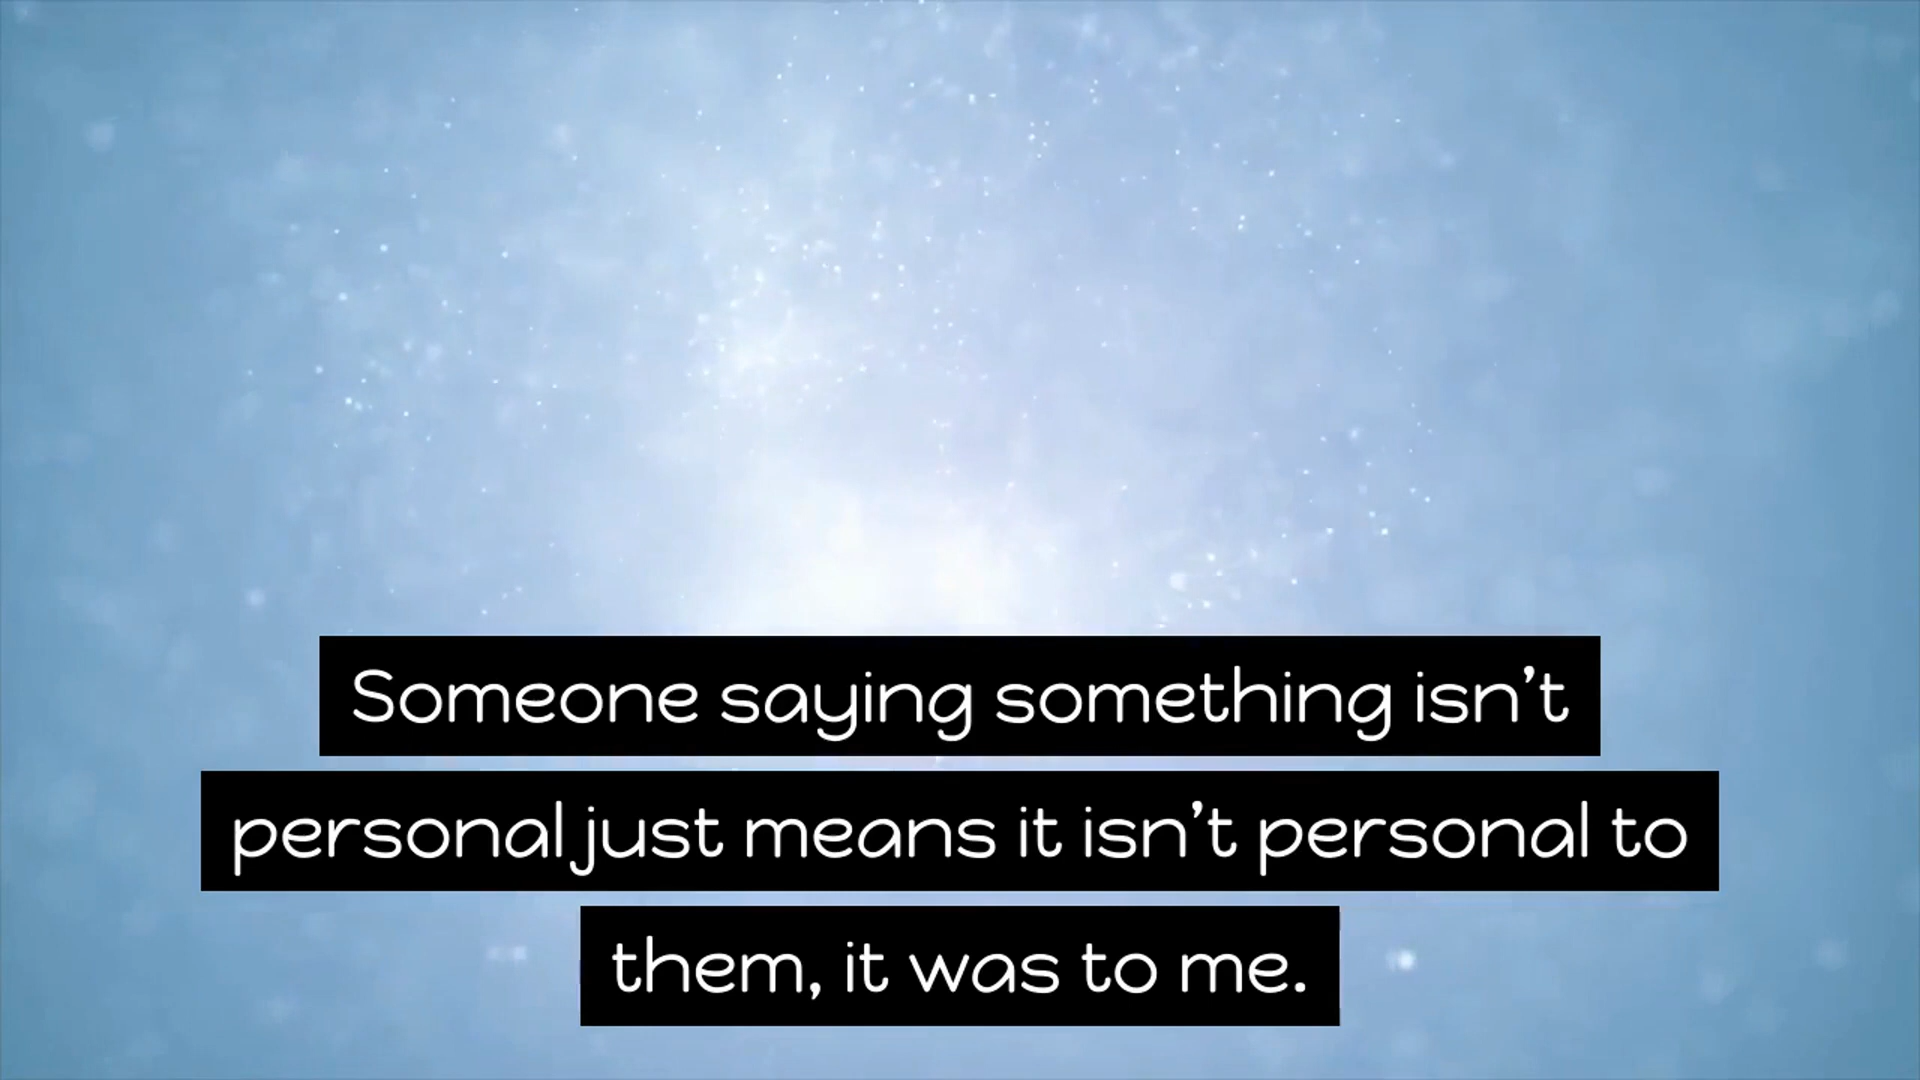 Someone saying something isn’t
personal just means it isn’t personal to
them, it was to me.